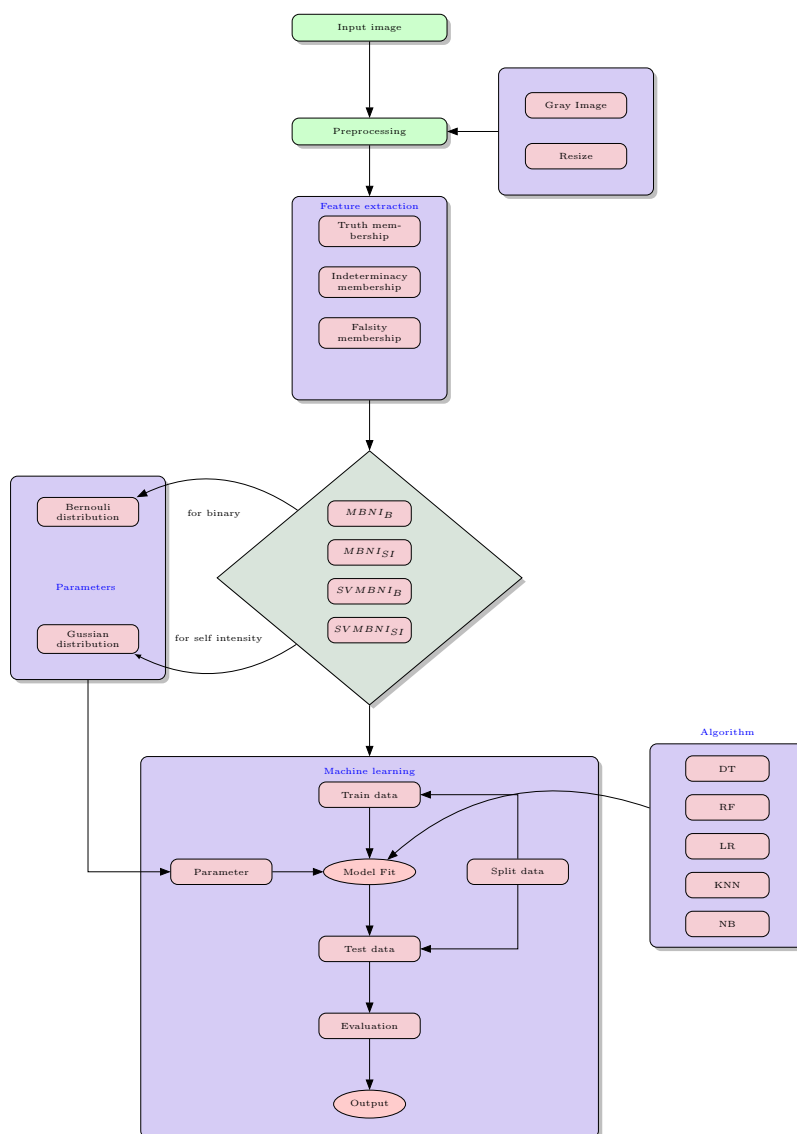 Input image
Preprocessing
Gray Image
Resize
Feature extraction
Truth mem-
bership
Indeterminacy
membership
Falsity
membership
Bernouli
distribution
for binary
Parameters
Gussian
distribution
for self intensity
MBNI_B
MBNI_SI
SVMBNI_B
SVMBNI_SI
Algorithm
DT
RF
LR
KNN
NB
Machine learning
Train data
Parameter
Model Fit
Split data
Test data
Evaluation
Output